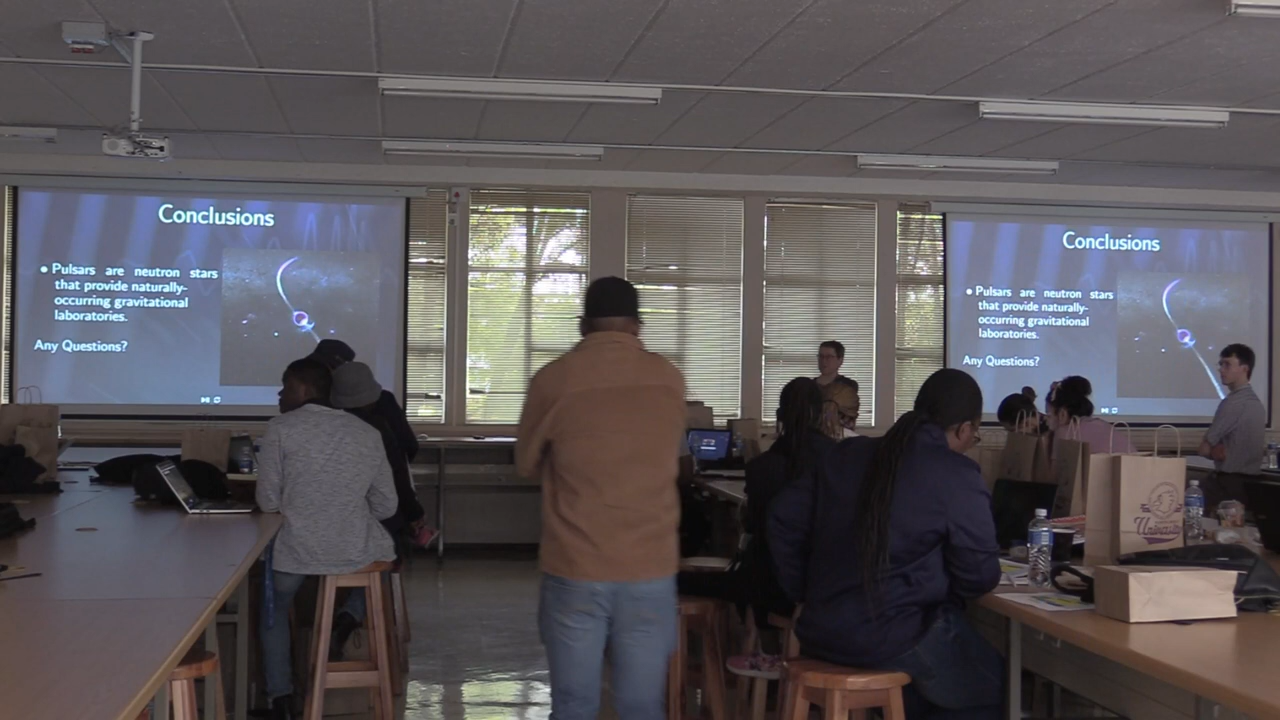 Conclusions
Pulsars are neutron stars
that provide naturally-
occurring gravitational
laboratories.
Any Questions?
Conclusions
Pulsars are neutron stars
that provide naturally-
occurring gravitational
laboratories.
Any Questions?
University